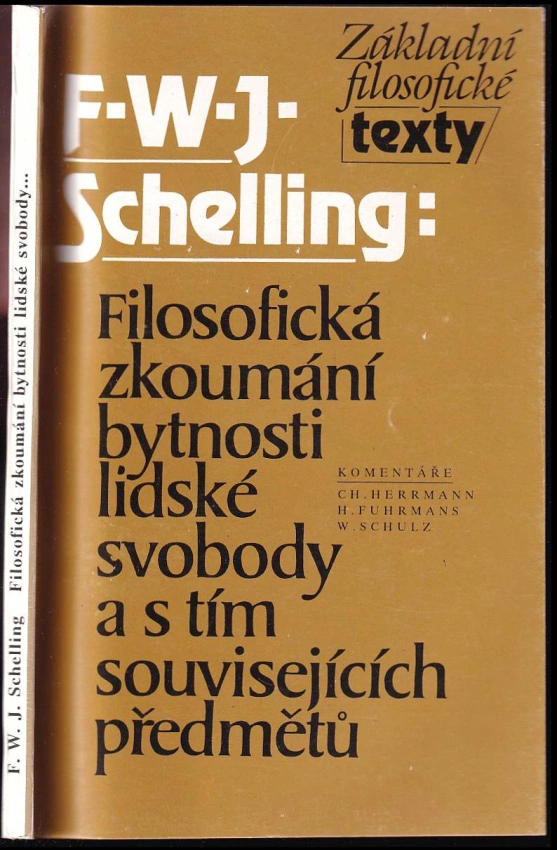 Základní
filosofické
texty
F·W·J·
Schelling:
Filosofická
zkoumání
bytnosti
lidské
svobody
a s tím
souvisejících
předmětů
KOMENTÁŘE
CH. HERRMANN
H. FUHRMANS
W. SCHULZ
F. W. J. Schelling Filosofická zkoumání bytnosti lidské svobody...